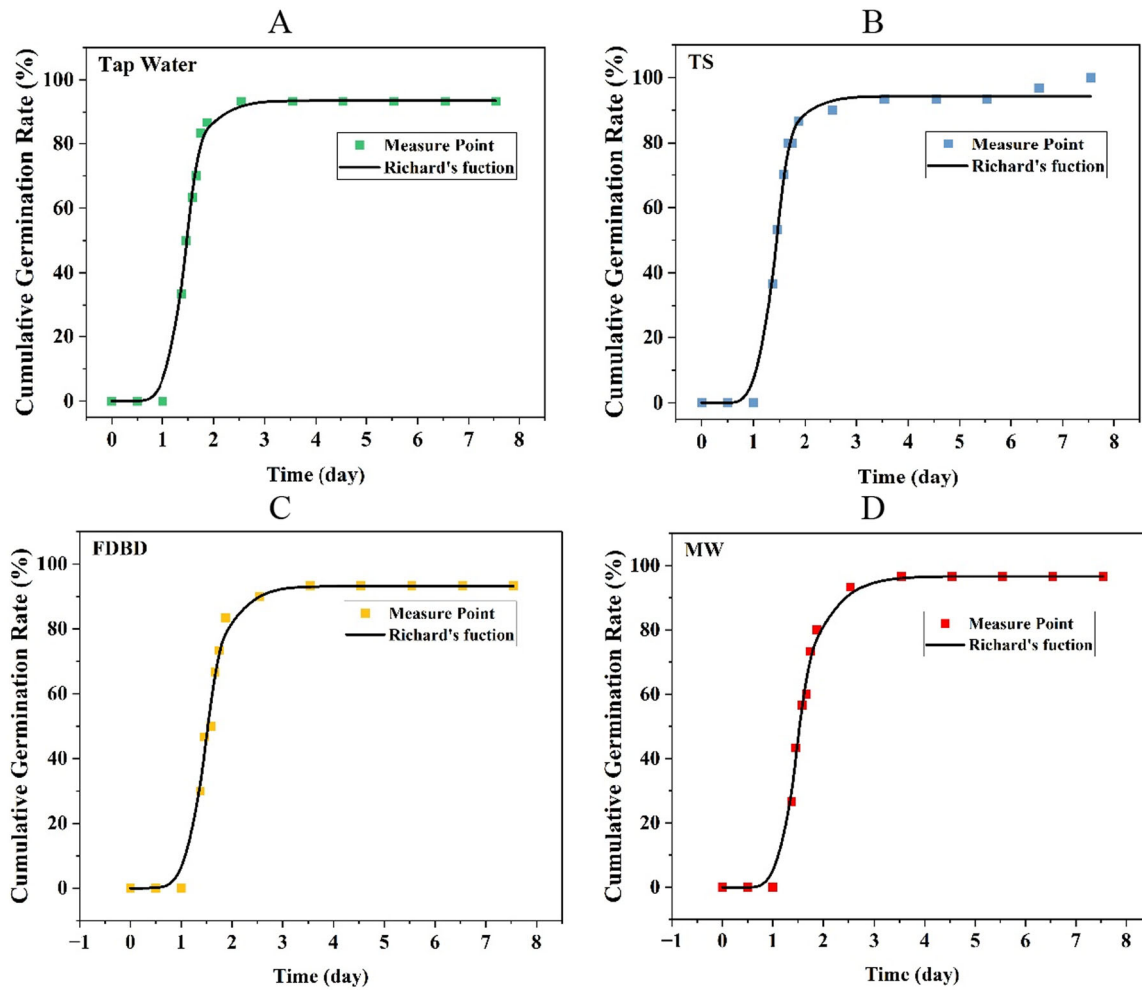 A
Tap Water
Cumulative Germination Rate (%)
100
80
60
40
20
0
Measure Point
Richard's fuction
0 1 2 3 4 5 6 7 8
Time (day)
B
TS
Cumulative Germination Rate (%)
100
80
60
40
20
0
Measure Point
Richard's fuction
0 1 2 3 4 5 6 7 8
Time (day)
C
FDBD
Cumulative Germination Rate (%)
100
80
60
40
20
0
Measure Point
Richard's fuction
−1 0 1 2 3 4 5 6 7 8
Time (day)
D
MW
Cumulative Germination Rate (%)
100
80
60
40
20
0
Measure Point
Richard's fuction
−1 0 1 2 3 4 5 6 7 8
Time (day)